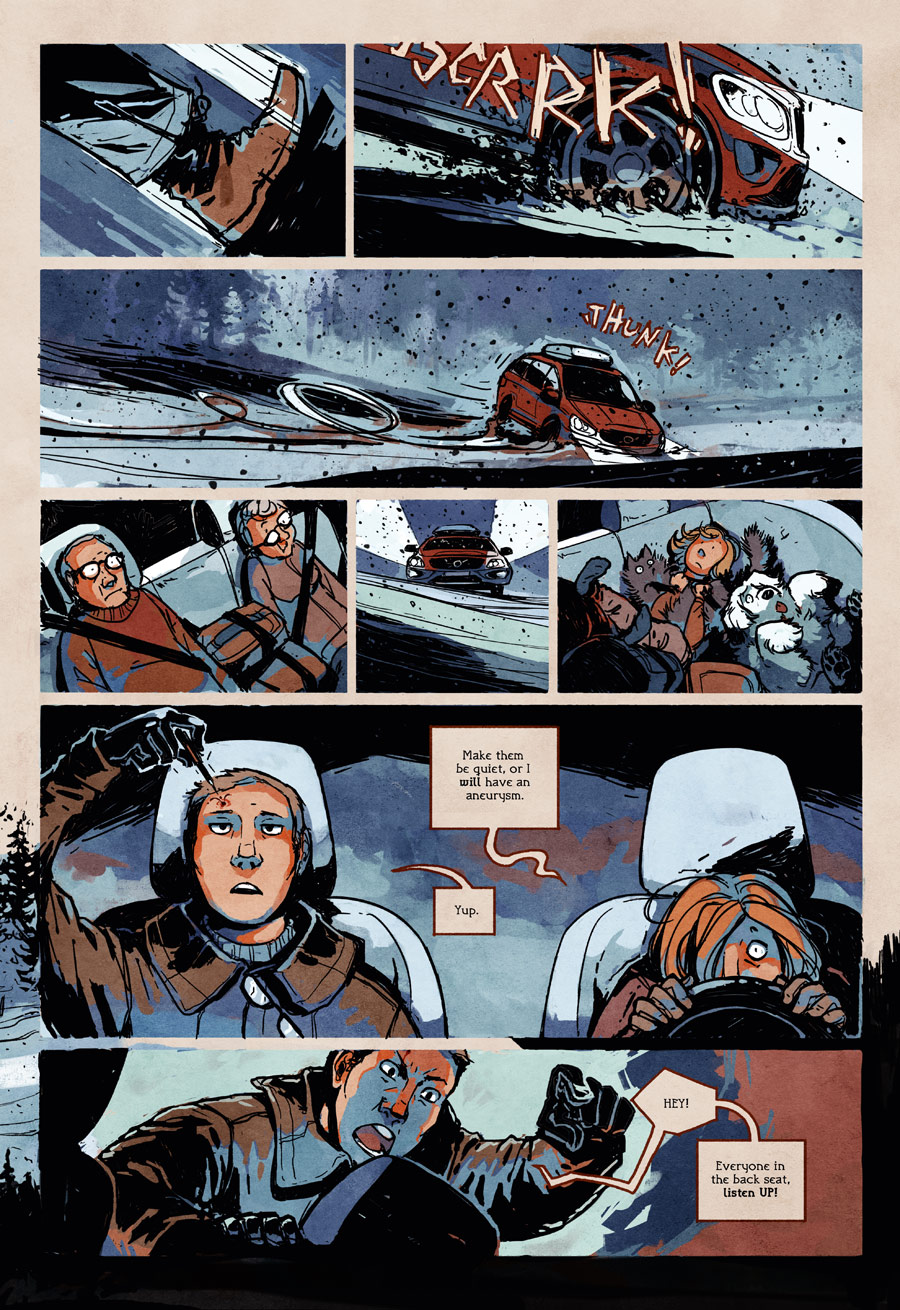 SCRRK!
THUNK!
Make them
be quiet, or I
will have an
aneurysm.
Yup.
HEY!
Everyone in
the back seat,
listen UP!